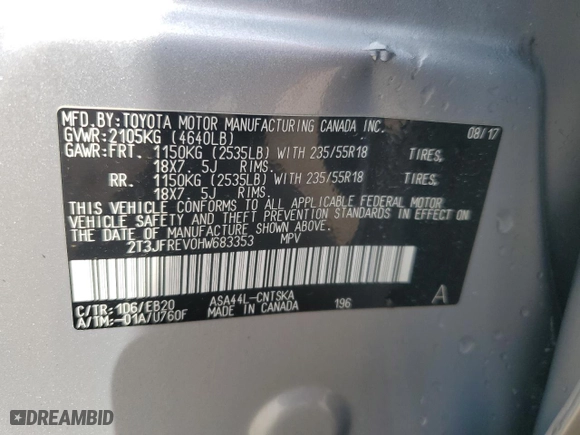 MFD.BY:TOYOTA MOTOR MANUFACTURING CANADA INC. 08/17
GVWR:2105KG (4640LB)
GAWR:FRT. 1150KG (2535LB) WITH 235/55R18 TIRES,
18X7. 5J RIMS.
RR. 1150KG (2535LB) WITH 235/55R18 TIRES,
18X7. 5J RIMS.
THIS VEHICLE CONFORMS TO ALL APPLICABLE FEDERAL MOTOR
VEHICLE SAFETY AND THEFT PREVENTION STANDARDS IN EFFECT ON
THE DATE OF MANUFACTURE SHOWN ABOVE.
2T3JFREV0HW683353 MPV
C/TR:1D6/EB20 ASA44L-CNTSKA
A/TM:-01A/U760F MADE IN CANADA 196 A
DREAMBID